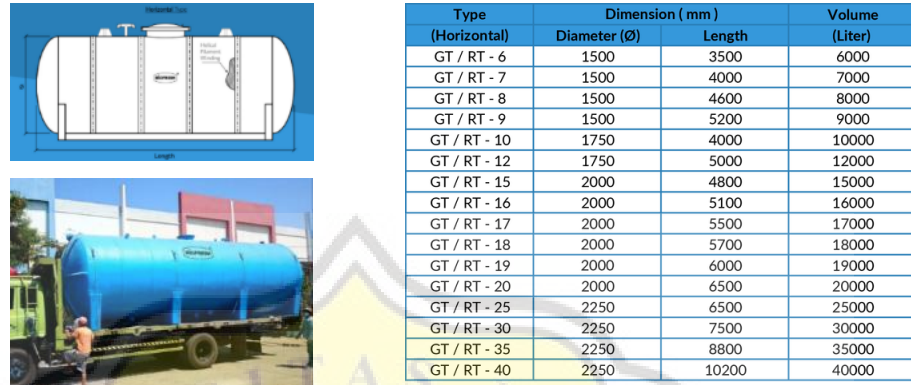 Horizontal Tank
Helical
Filament
Winding
Ø
Length
Type Dimension ( mm ) Volume
(Horizontal) Diameter (Ø) Length (Liter)
GT / RT - 6 1500 3500 6000
GT / RT - 7 1500 4000 7000
GT / RT - 8 1500 4600 8000
GT / RT - 9 1500 5200 9000
GT / RT - 10 1750 4000 10000
GT / RT - 12 1750 5000 12000
GT / RT - 15 2000 4800 15000
GT / RT - 16 2000 5100 16000
GT / RT - 17 2000 5500 17000
GT / RT - 18 2000 5700 18000
GT / RT - 19 2000 6000 19000
GT / RT - 20 2000 6500 20000
GT / RT - 25 2250 6500 25000
GT / RT - 30 2250 7500 30000
GT / RT - 35 2250 8800 35000
GT / RT - 40 2250 10200 40000